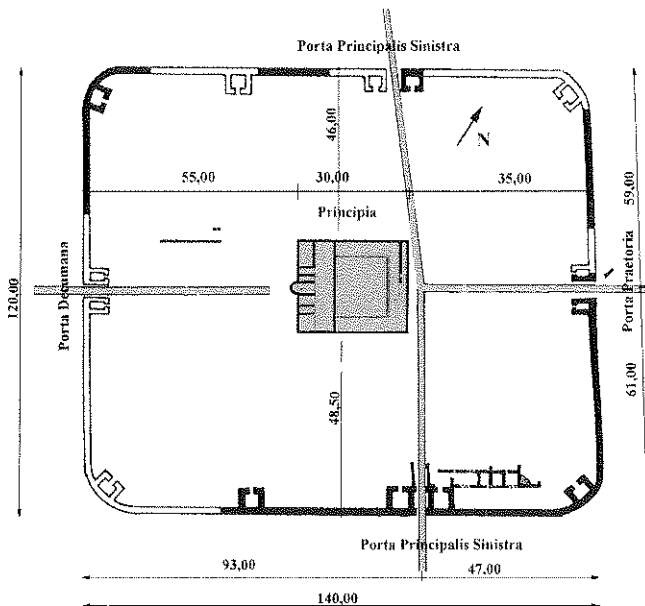 Porta Principalis Sinistra
46,00
N
55,00
30,00
35,00
Principia
59,00
120,00
Porta Decumana
Porta Praetoria
61,00
48,50
Porta Principalis Sinistra
93,00
47,00
140,00